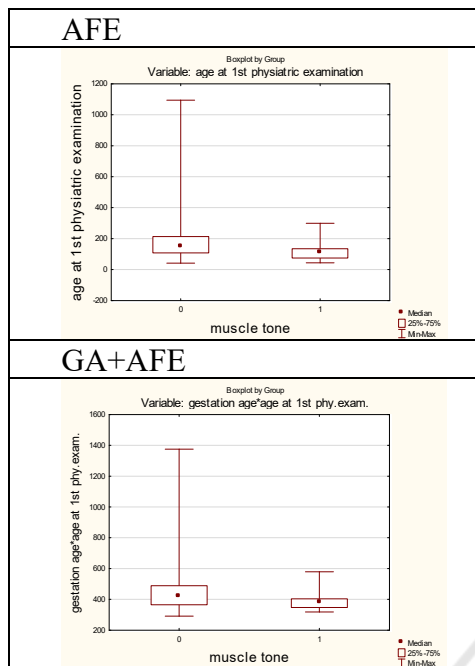 AFE
Boxplot by Group
Variable: age at 1st physiatric examination
age at 1st physiatric examination
1200
1000
800
600
400
200
0
-200
0 1
muscle tone
Median
25%-75%
Min-Max
GA+AFE
Boxplot by Group
Variable: gestation age*age at 1st phy.exam.
gestation age*age at 1st phy.exam.
1600
1400
1200
1000
800
600
400
200
0 1
muscle tone
Median
25%-75%
Min-Max